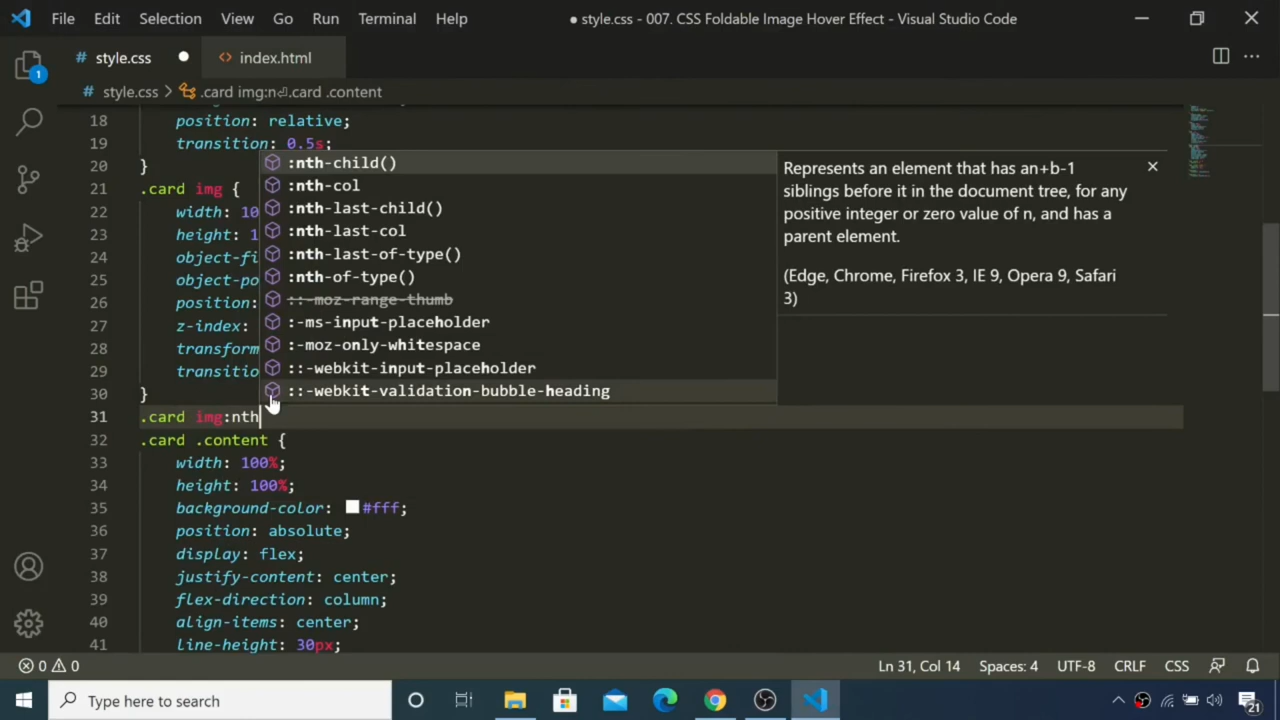 File Edit Selection View Go Run Terminal Help
● style.css - 007. CSS Foldable Image Hover Effect - Visual Studio Code
# style.css ●
<> index.html
# style.css > .card img:n⏎.card .content
1
18 position: relative;
19 transition: 0.5s;
20 }
21 .card img {
22 width: 10
23 height: 1
24 object-fi
25 object-po
26 position:
27 z-index:
28 transform
29 transitio
30 }
31 .card img:nth
32 .card .content {
33 width: 100%;
34 height: 100%;
35 background-color: #fff;
36 position: absolute;
37 display: flex;
38 justify-content: center;
39 flex-direction: column;
40 align-items: center;
41 line-height: 30px;
:nth-child()
:nth-col
:nth-last-child()
:nth-last-col
:nth-last-of-type()
:nth-of-type()
::-moz-range-thumb
:-ms-input-placeholder
:-moz-only-whitespace
::-webkit-input-placeholder
::-webkit-validation-bubble-heading
Represents an element that has an+b-1
siblings before it in the document tree, for any
positive integer or zero value of n, and has a
parent element.
(Edge, Chrome, Firefox 3, IE 9, Opera 9, Safari
3)
0 0
Ln 31, Col 14 Spaces: 4 UTF-8 CRLF CSS
Type here to search
21